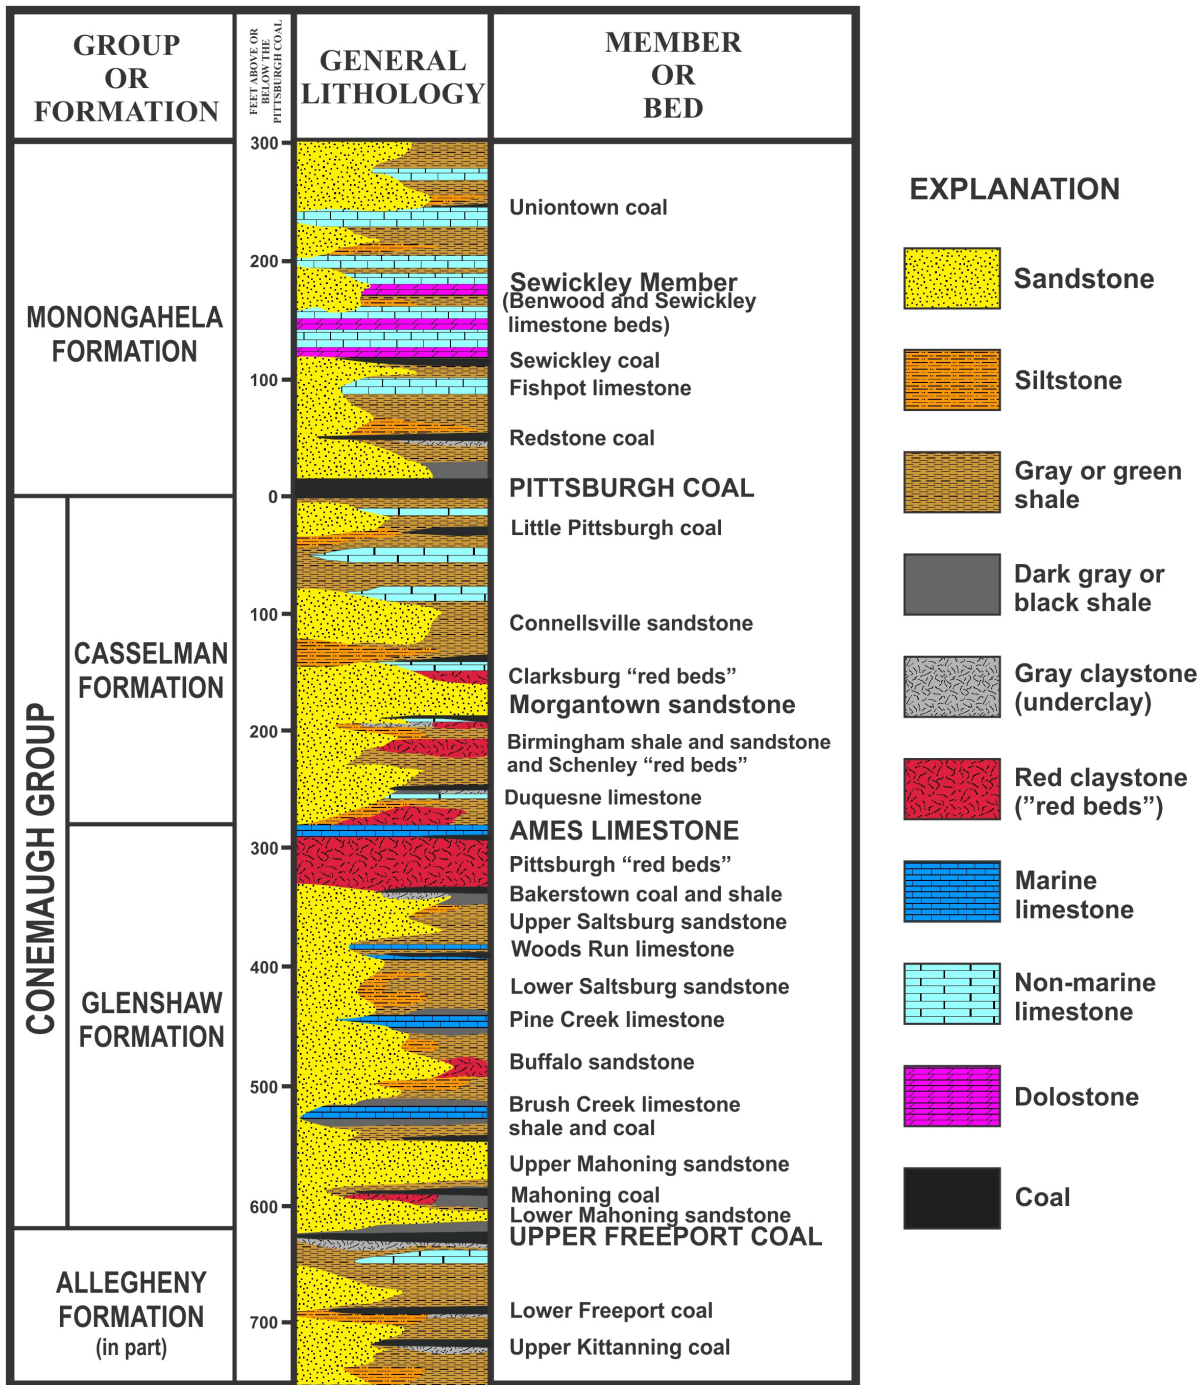 GROUP
OR
FORMATION
FEET ABOVE OR
BELOW THE
PITTSBURGH COAL
GENERAL
LITHOLOGY
MEMBER
OR
BED
300
200
100
0
100
200
300
400
500
600
700
MONONGAHELA
FORMATION
CONEMAUGH GROUP
CASSELMAN
FORMATION
GLENSHAW
FORMATION
ALLEGHENY
FORMATION
(in part)
Uniontown coal
Sewickley Member
(Benwood and Sewickley
limestone beds)
Sewickley coal
Fishpot limestone
Redstone coal
PITTSBURGH COAL
Little Pittsburgh coal
Connellsville sandstone
Clarksburg “red beds”
Morgantown sandstone
Birmingham shale and sandstone
and Schenley “red beds”
Duquesne limestone
AMES LIMESTONE
Pittsburgh “red beds”
Bakerstown coal and shale
Upper Saltsburg sandstone
Woods Run limestone
Lower Saltsburg sandstone
Pine Creek limestone
Buffalo sandstone
Brush Creek limestone
shale and coal
Upper Mahoning sandstone
Mahoning coal
Lower Mahoning sandstone
UPPER FREEPORT COAL
Lower Freeport coal
Upper Kittanning coal
EXPLANATION
Sandstone
Siltstone
Gray or green
shale
Dark gray or
black shale
Gray claystone
(underclay)
Red claystone
(”red beds”)
Marine
limestone
Non-marine
limestone
Dolostone
Coal